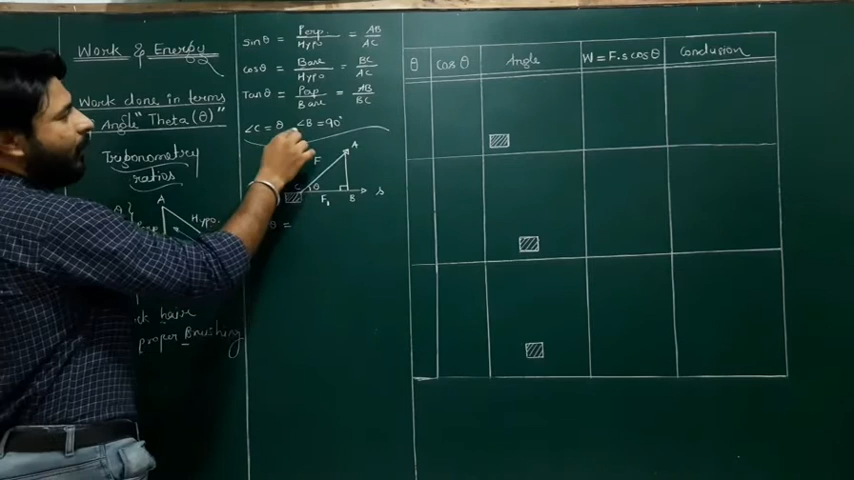 Work & Energy
Work done in terms
Angle "Theta (θ)"
Trigonometry
ratios
A
Hypo.
heire
proper Brushing
sinθ = Perp. / Hypo = AB / AC
cosθ = Base / Hypo = BC / AC
Tanθ = Perp / Base = AB / BC
∠C = θ ∠B = 90°
F A
C θ F₁ B s
θ =
θ cosθ Angle W = F.s cosθ Conclusion